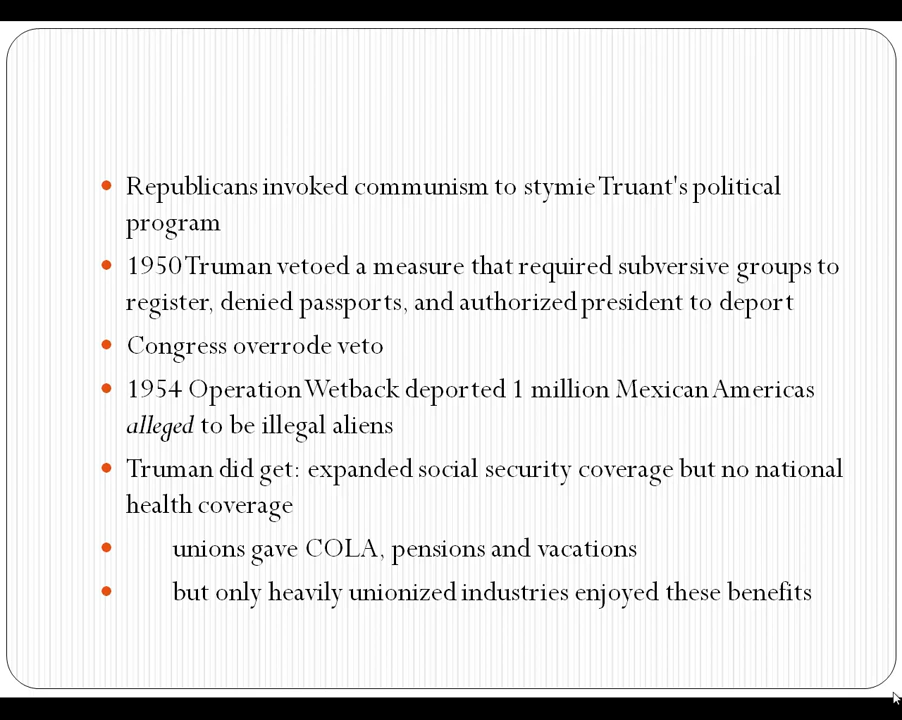 Republicans invoked communism to stymie Truant's political
program
1950 Truman vetoed a measure that required subversive groups to
register, denied passports, and authorized president to deport
Congress overrode veto
1954 Operation Wetback deported 1 million Mexican Americas
alleged to be illegal aliens
Truman did get: expanded social security coverage but no national
health coverage
unions gave COLA, pensions and vacations
but only heavily unionized industries enjoyed these benefits